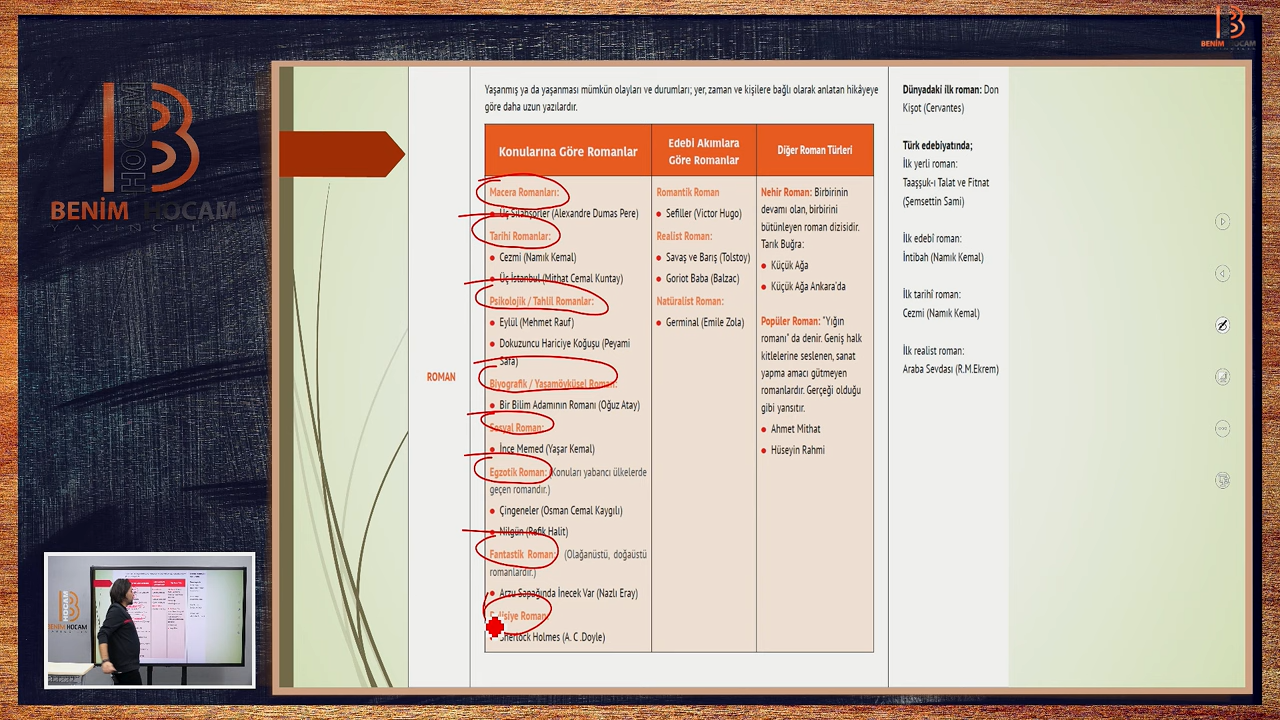 BENİM HOCAM
HOCAM
BENİM HOCAM
Yaşanmış ya da yaşanması mümkün olayları ve durumları; yer, zaman ve kişilere bağlı olarak anlatan hikâyeye
göre daha uzun yazılardır.
ROMAN
Konularına Göre Romanlar
Macera Romanları:
Üç Silahşörler (Alexandre Dumas Pere)
Tarihî Romanlar:
Cezmi (Namık Kemal)
Üç İstanbul (Mithat Cemal Kuntay)
Psikolojik / Tahlil Romanlar:
Eylül (Mehmet Rauf)
Dokuzuncu Hariciye Koğuşu (Peyami
Safa)
Biyografik / Yaşamöyküsel Roman:
Bir Bilim Adamının Romanı (Oğuz Atay)
Sosyal Roman:
İnce Memed (Yaşar Kemal)
Egzotik Roman: (Konuları yabancı ülkelerde
geçen romandır.)
Çingeneler (Osman Cemal Kaygılı)
Nilgün (Refik Halit)
Fantastik Roman: (Olağanüstü, doğaüstü
romanlardır.)
Arzu Sapağında İnecek Var (Nazlı Eray)
Polisiye Roman:
Sherlock Holmes (A. C .Doyle)
Edebi Akımlara
Göre Romanlar
Romantik Roman
Sefiller (Victor Hugo)
Realist Roman:
Savaş ve Barış (Tolstoy)
Goriot Baba (Balzac)
Natüralist Roman:
Germinal (Emile Zola)
Diğer Roman Türleri
Nehir Roman: Birbirinin
devamı olan, birbirini
bütünleyen roman dizisidir.
Tarık Buğra:
Küçük Ağa
Küçük Ağa Ankara'da
Popüler Roman: "Yığın
romanı" da denir. Geniş halk
kitlelerine seslenen, sanat
yapma amacı gütmeyen
romanlardır. Gerçeği olduğu
gibi yansıtır.
Ahmet Mithat
Hüseyin Rahmi
Dünyadaki ilk roman: Don
Kişot (Cervantes)
Türk edebiyatında;
İlk yerli roman:
Taaşşuk-ı Talat ve Fitnat
(Şemsettin Sami)
İlk edebî roman:
İntibah (Namık Kemal)
İlk tarihî roman:
Cezmi (Namık Kemal)
İlk realist roman:
Araba Sevdası (R.M.Ekrem)